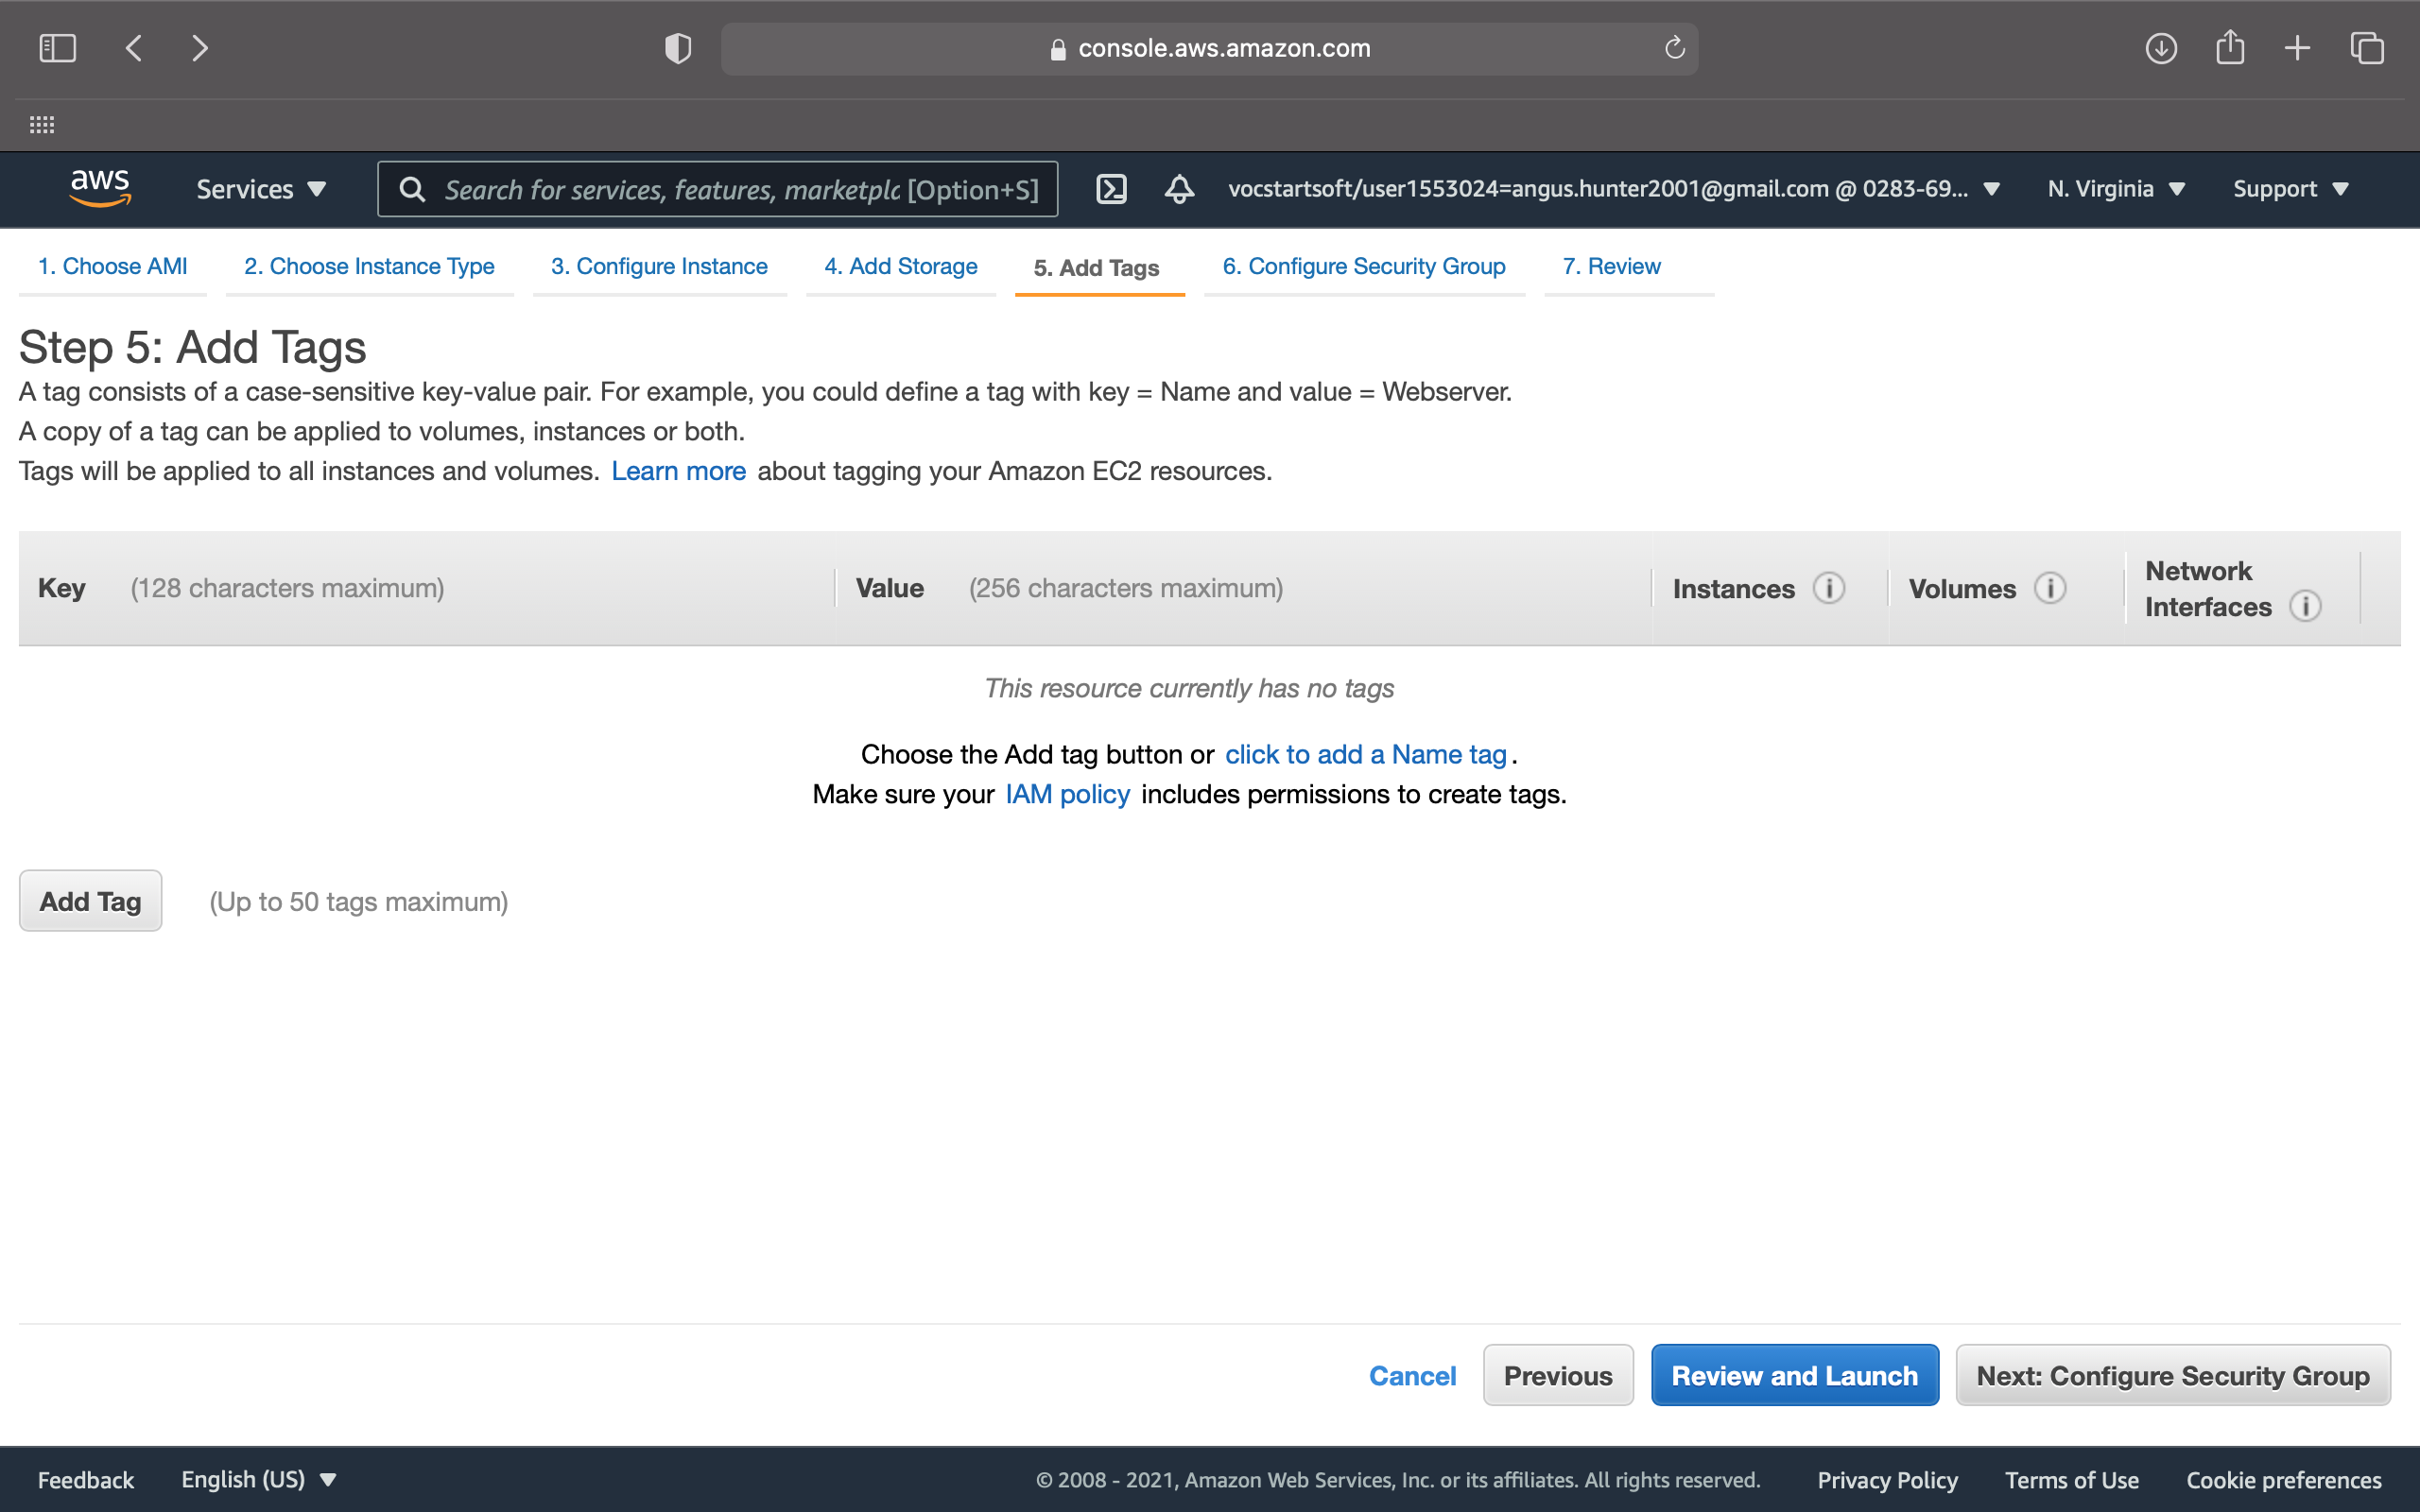 console.aws.amazon.com
aws
Services
Search for services, features, marketplc [Option+S]
vocstartsoft/user1553024=angus.hunter2001@gmail.com @ 0283-69...
N. Virginia
Support
1. Choose AMI
2. Choose Instance Type
3. Configure Instance
4. Add Storage
5. Add Tags
6. Configure Security Group
7. Review
Step 5: Add Tags
A tag consists of a case-sensitive key-value pair. For example, you could define a tag with key = Name and value = Webserver.
A copy of a tag can be applied to volumes, instances or both.
Tags will be applied to all instances and volumes. Learn more about tagging your Amazon EC2 resources.
Key (128 characters maximum)
Value (256 characters maximum)
Instances
Volumes
Network
Interfaces
This resource currently has no tags
Choose the Add tag button or click to add a Name tag.
Make sure your IAM policy includes permissions to create tags.
Add Tag
(Up to 50 tags maximum)
Cancel
Previous
Review and Launch
Next: Configure Security Group
Feedback
English (US)
© 2008 - 2021, Amazon Web Services, Inc. or its affiliates. All rights reserved.
Privacy Policy
Terms of Use
Cookie preferences